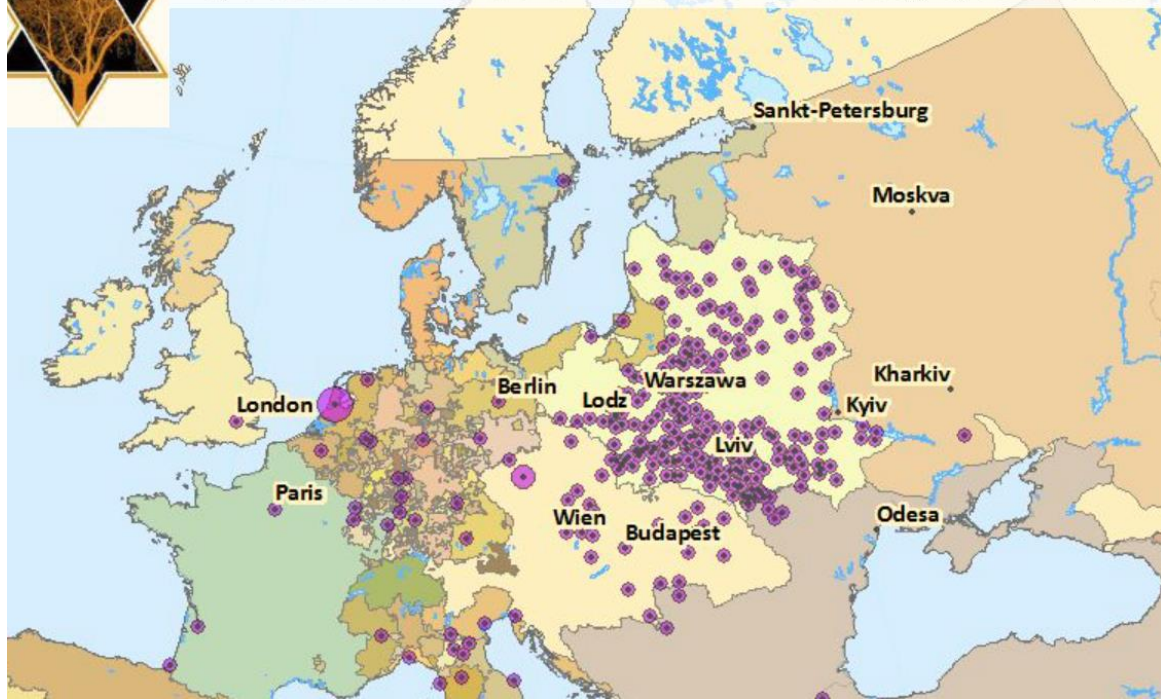 Sankt-Petersburg
Moskva
Berlin
Warszawa
Kharkiv
London
Lodz
Kyiv
Lviv
Paris
Wien
Budapest
Odesa